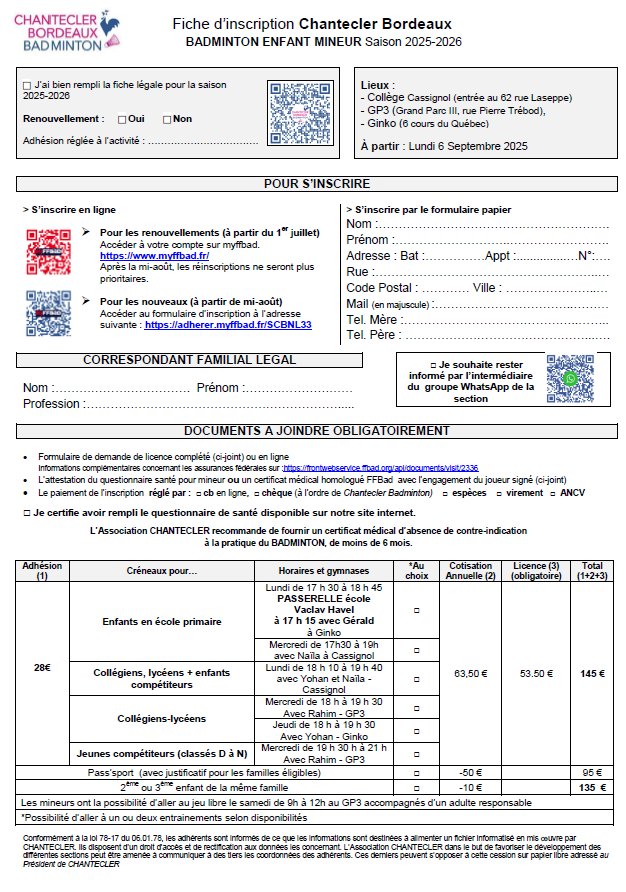 CHANTECLER
BORDEAUX
BADMINTON
Fiche d'inscription Chantecler Bordeaux
BADMINTON ENFANT MINEUR Saison 2025-2026
□ J'ai bien rempli la fiche légale pour la saison
2025-2026
Renouvellement : □ Oui □ Non
Adhésion réglée à l'activité : ……………………………
Lieux :
- Collège Cassignol (entrée au 62 rue Laseppe)
- GP3 (Grand Parc III, rue Pierre Trébod),
- Ginko (6 cours du Québec)
À partir : Lundi 6 Septembre 2025
POUR S'INSCRIRE
> S'inscrire en ligne
➢ Pour les renouvellements (à partir du 1er juillet)
Accéder à votre compte sur myffbad.
https://www.myffbad.fr/
Après la mi-août, les réinscriptions ne seront plus
prioritaires.
➢ Pour les nouveaux (à partir de mi-août)
Accéder au formulaire d'inscription à l'adresse
suivante : https://adherer.myffbad.fr/SCBNL33
> S'inscrire par le formulaire papier
Nom :……………………………………………………
Prénom :…………………………………………………
Adresse : Bat :……………Appt :...................N°:….
Rue :………………………………………………………
Code Postal : ………… Ville : ……………………..…
Mail (en majuscule) :……………………………………………
Tel. Mère :………………………………………………
Tel. Père : ………………………………………………
CORRESPONDANT FAMILIAL LEGAL
Nom :……………………… Prénom :………………………
Profession :……………………………………………………...
□ Je souhaite rester
informé par l'intermédiaire
du groupe WhatsApp de la
section
DOCUMENTS A JOINDRE OBLIGATOIREMENT
• Formulaire de demande de licence complété (ci-joint) ou en ligne
Informations complémentaires concernant les assurances fédérales sur :https://frontwebservice.ffbad.org/api/documents/visit/2336
• L'attestation du questionnaire santé pour mineur ou un certificat médical homologué FFBad avec l'engagement du joueur signé (ci-joint)
• Le paiement de l'inscription réglé par : □ cb en ligne, □ chèque (à l'ordre de Chantecler Badminton) □ espèces □ virement □ ANCV
□ Je certifie avoir rempli le questionnaire de santé disponible sur notre site internet.
L'Association CHANTECLER recommande de fournir un certificat médical d'absence de contre-indication
à la pratique du BADMINTON, de moins de 6 mois.
Adhésion
(1)
Créneaux pour…
Horaires et gymnases
*Au
choix
Cotisation
Annuelle (2)
Licence (3)
(obligatoire)
Total
(1+2+3)
28€
Enfants en école primaire
Lundi de 17 h 30 à 18 h 45
PASSERELLE école
Vaclav Havel
à 17 h 15 avec Gérald
à Ginko
□
Mercredi de 17h30 à 19h
avec Naïla à Cassignol
□
Collégiens, lycéens + enfants
compétiteurs
Lundi de 18 h 10 à 19 h 40
avec Yohan et Naïla -
Cassignol
□
63,50 €
53.50 €
145 €
Collégiens-lycéens
Mercredi de 18 h à 19 h 30
Avec Rahim - GP3
□
Jeudi de 18 h à 19 h 30
Avec Yohan - Ginko
□
Jeunes compétiteurs (classés D à N)
Mercredi de 19 h 30 h à 21 h
Avec Rahim - GP3
□
Pass'sport (avec justificatif pour les familles éligibles) □ -50 € 95 €
2ème ou 3ème enfant de la même famille □ -10 € 135 €
Les mineurs ont la possibilité d'aller au jeu libre le samedi de 9h à 12h au GP3 accompagnés d'un adulte responsable
*Possibilité d'aller à un ou deux entrainements selon disponibilités
Conformément à la loi 78-17 du 06.01.78, les adhérents sont informés de ce que les informations sont destinées à alimenter un fichier informatisé en mis œuvre par
CHANTECLER. Ils disposent d'un droit d'accès et de rectification aux données les concernant. L'Association CHANTECLER dans le but de favoriser le développement des
différentes sections peut être amenée à communiquer à des tiers les coordonnées des adhérents. Ces derniers peuvent s'opposer à cette cession sur papier libre adressé au
Président de CHANTECLER